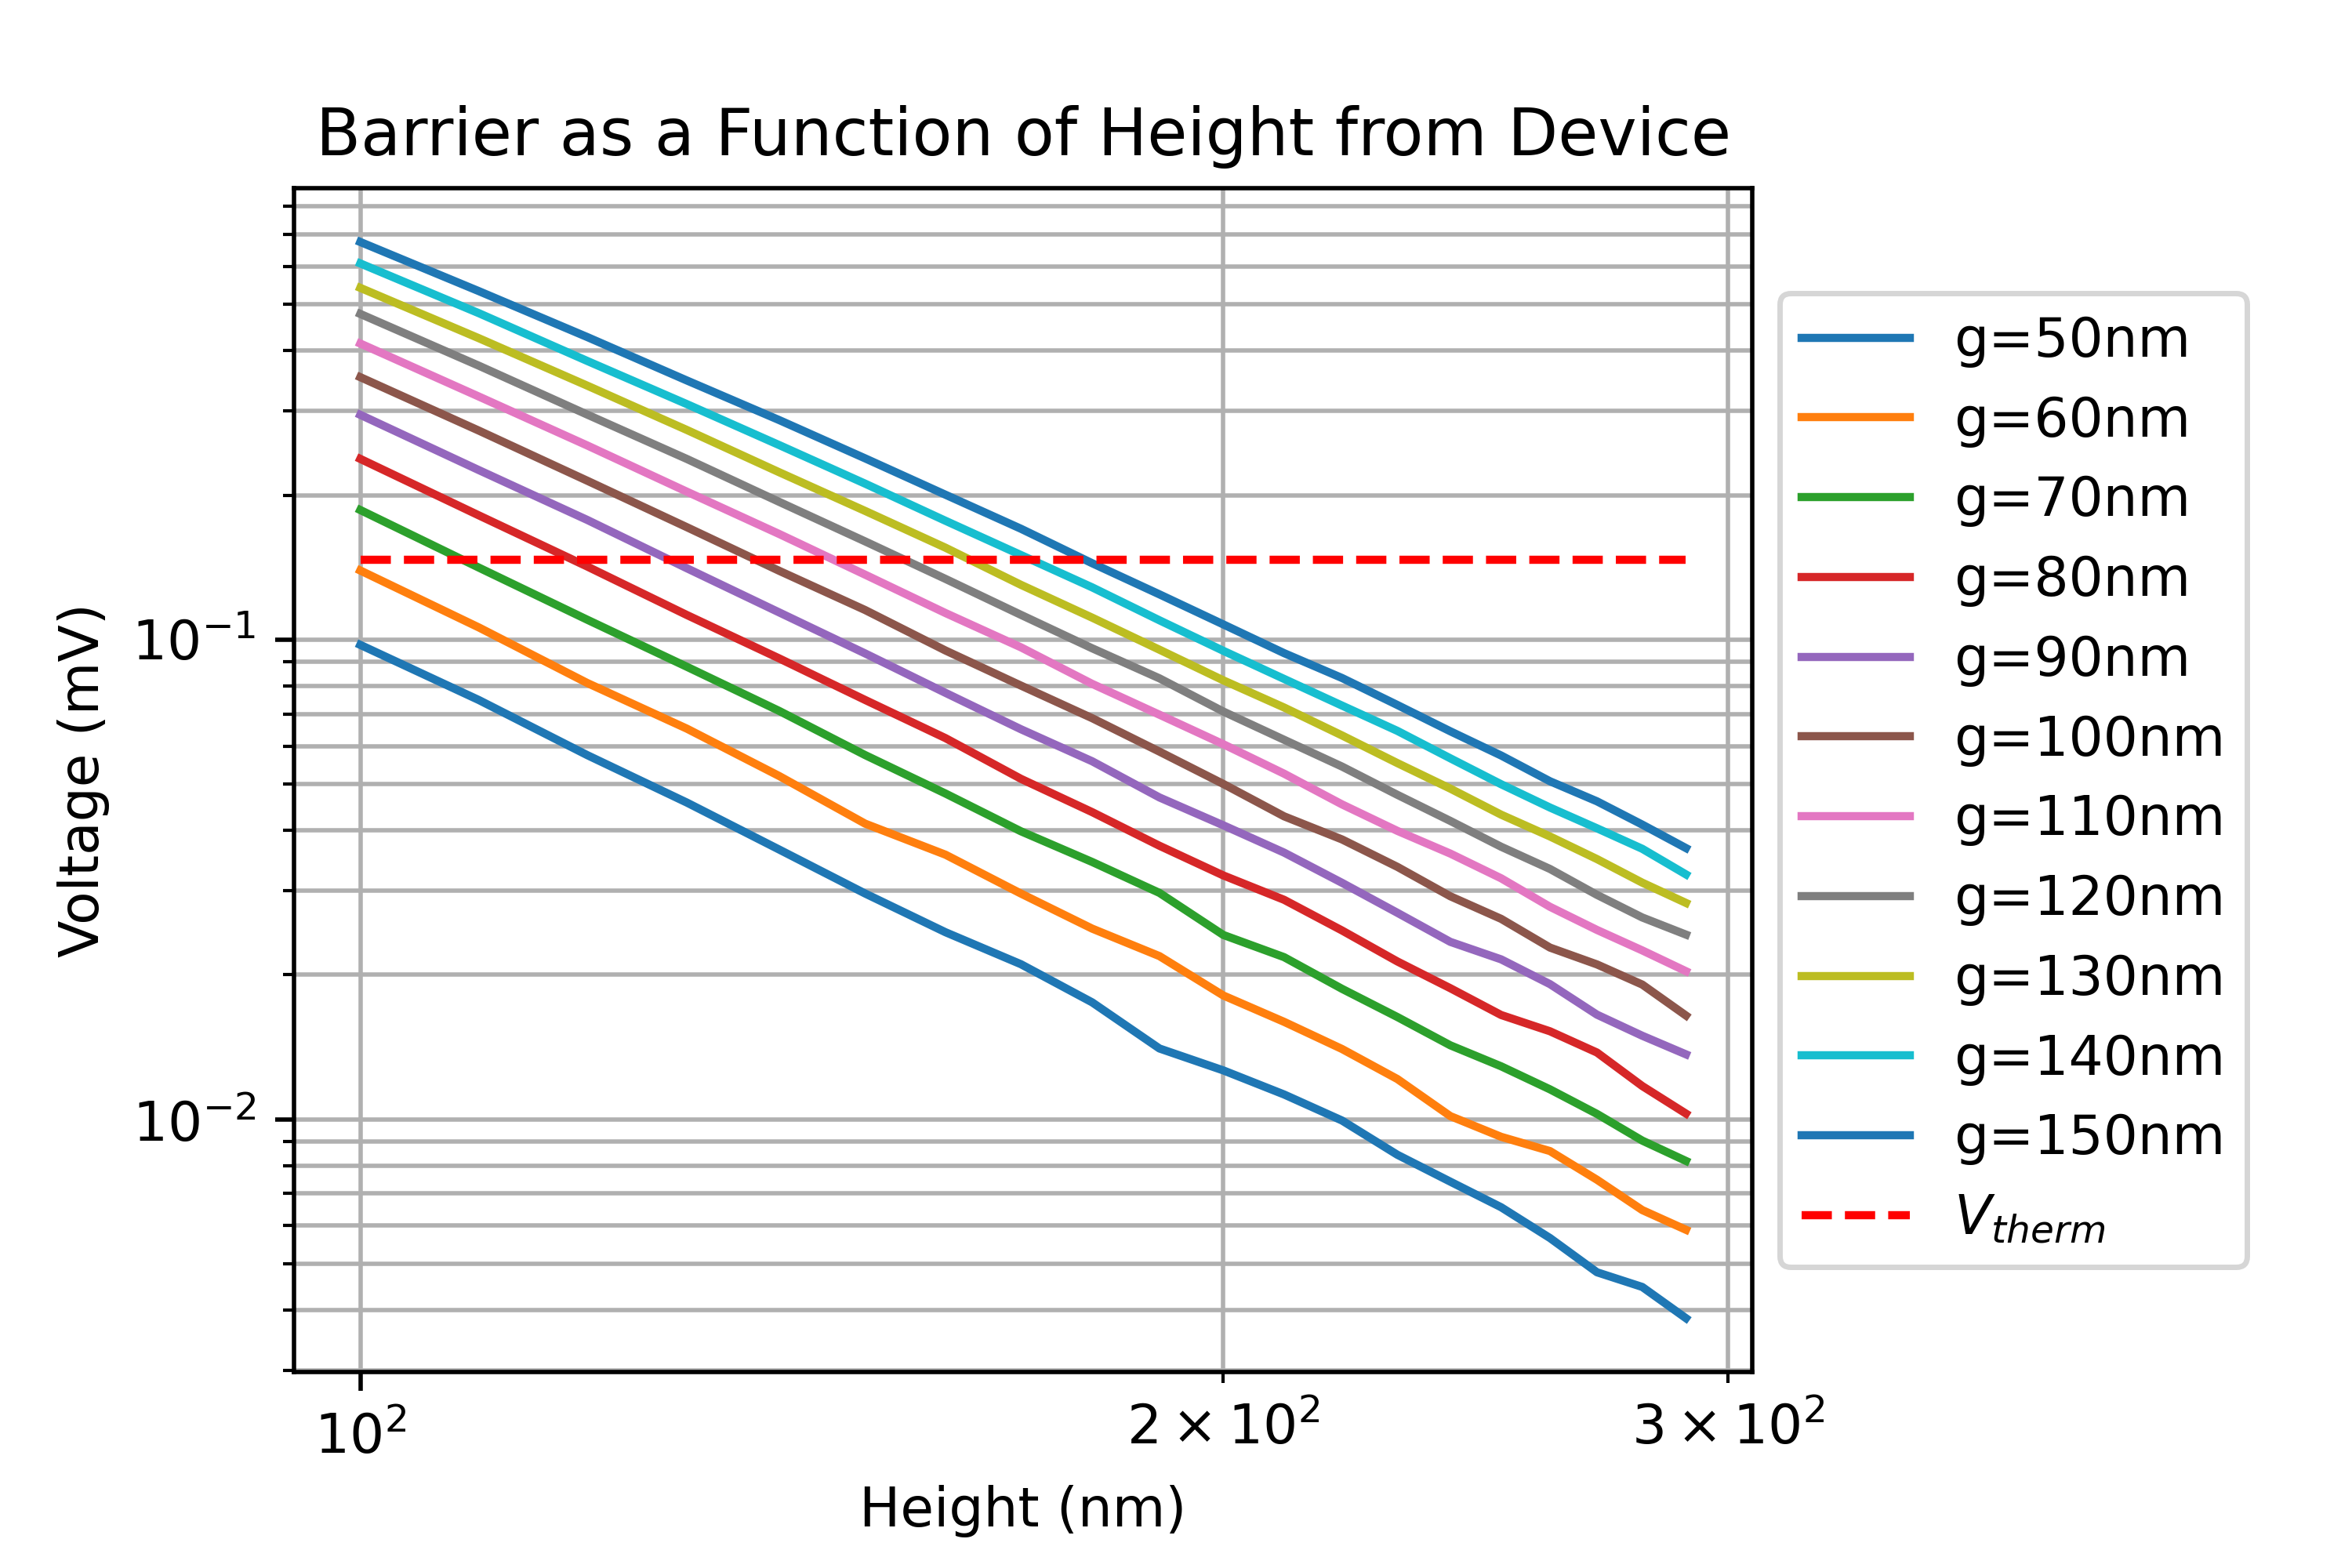 Barrier as a Function of Height from Device
Voltage (mV)
10⁻¹
10⁻²
10²
2 × 10²
3 × 10²
Height (nm)
g=50nm
g=60nm
g=70nm
g=80nm
g=90nm
g=100nm
g=110nm
g=120nm
g=130nm
g=140nm
g=150nm
V_therm